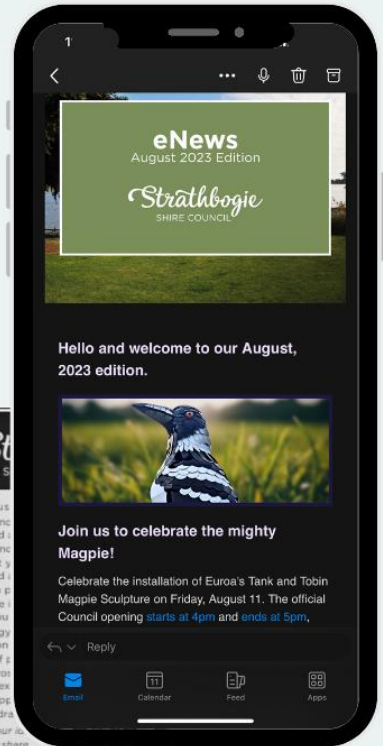 eNews
August 2023 Edition
Strathbogie
SHIRE COUNCIL
Hello and welcome to our August,
2023 edition.
Join us to celebrate the mighty
Magpie!
Celebrate the installation of Euroa's Tank and Tobin
Magpie Sculpture on Friday, August 11. The official
Council opening starts at 4pm and ends at 5pm,
Reply
11
Email
Calendar
Feed
Apps